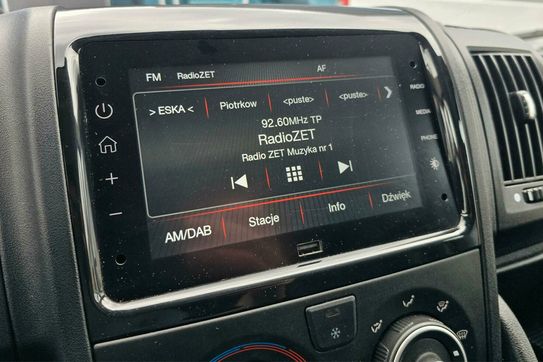 FM RadioZET AF
> ESKA < Piotrkow <puste> <puste>
92.60MHz TP
RadioZET
Radio ZET Muzyka nr 1
AM/DAB Stacje Info Dźwięk
RADIO
MEDIA
PHONE